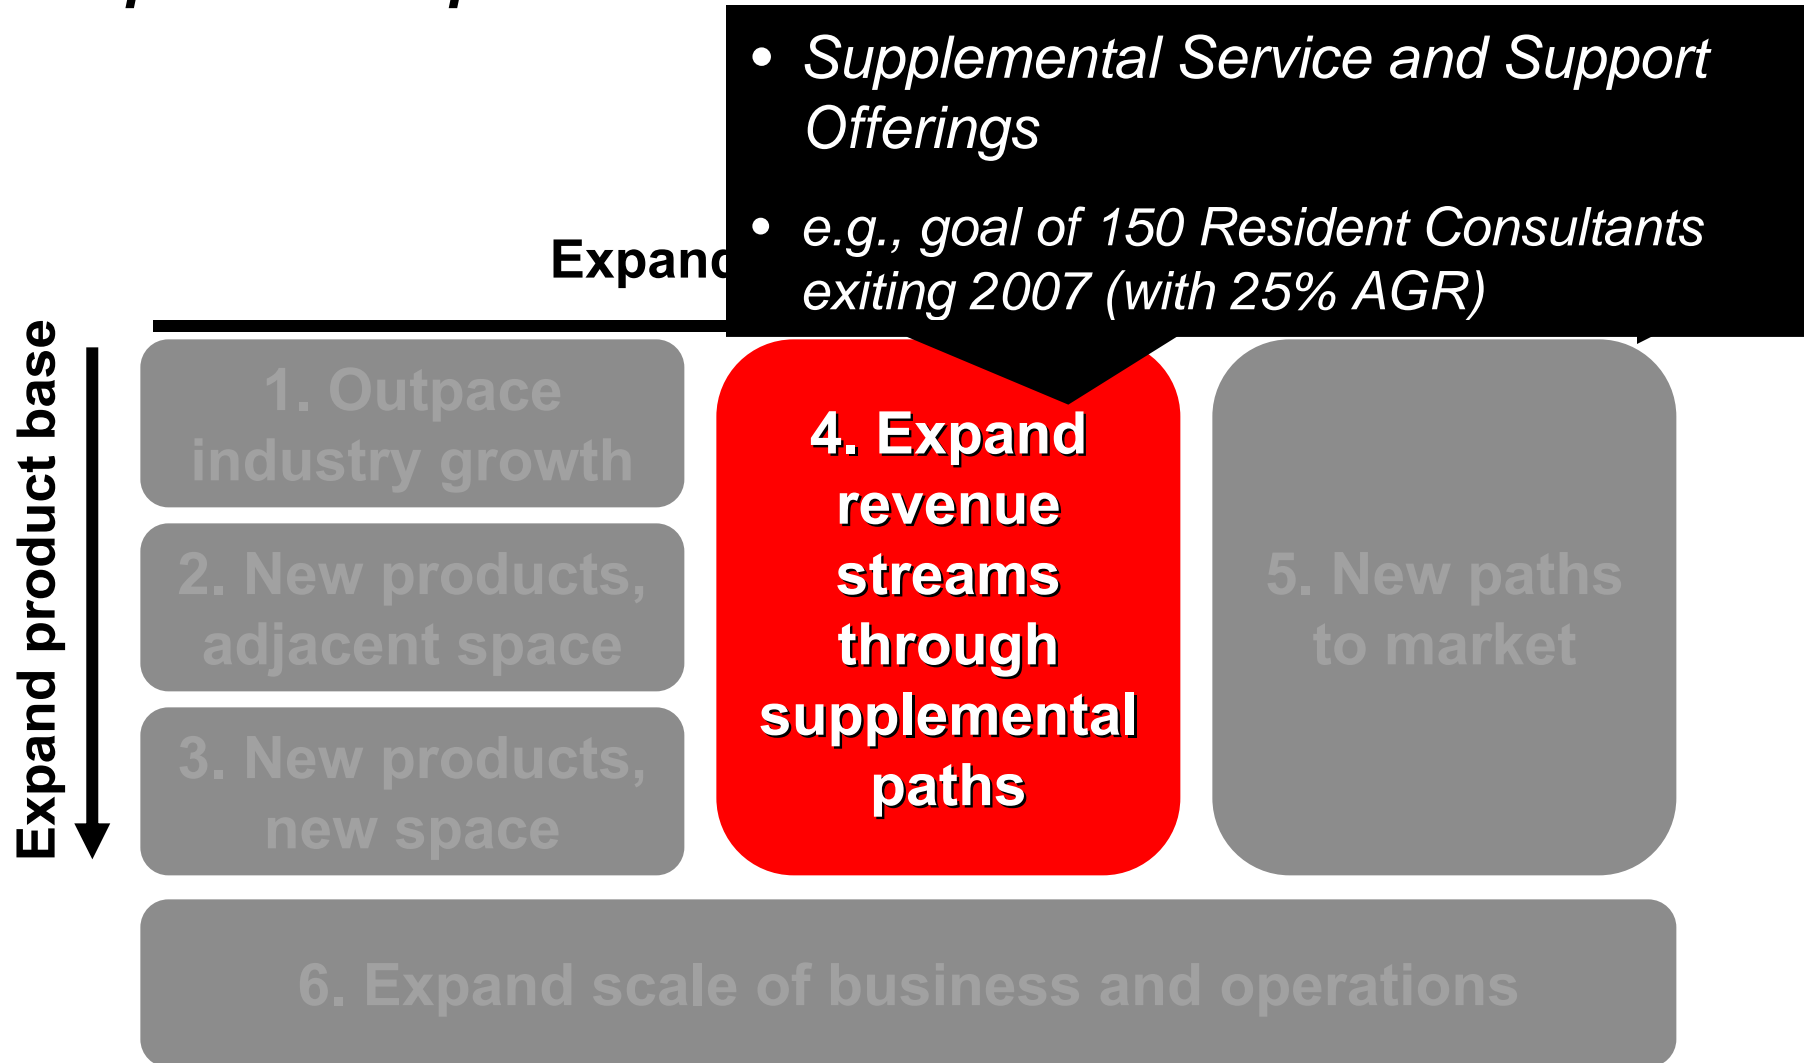 • Supplemental Service and Support
Offerings
• e.g., goal of 150 Resident Consultants
exiting 2007 (with 25% AGR)
Expand product base
1. Outpace
industry growth
2. New products,
adjacent space
3. New products,
new space
4. Expand
revenue
streams
through
supplemental
paths
5. New paths
to market
6. Expand scale of business and operations